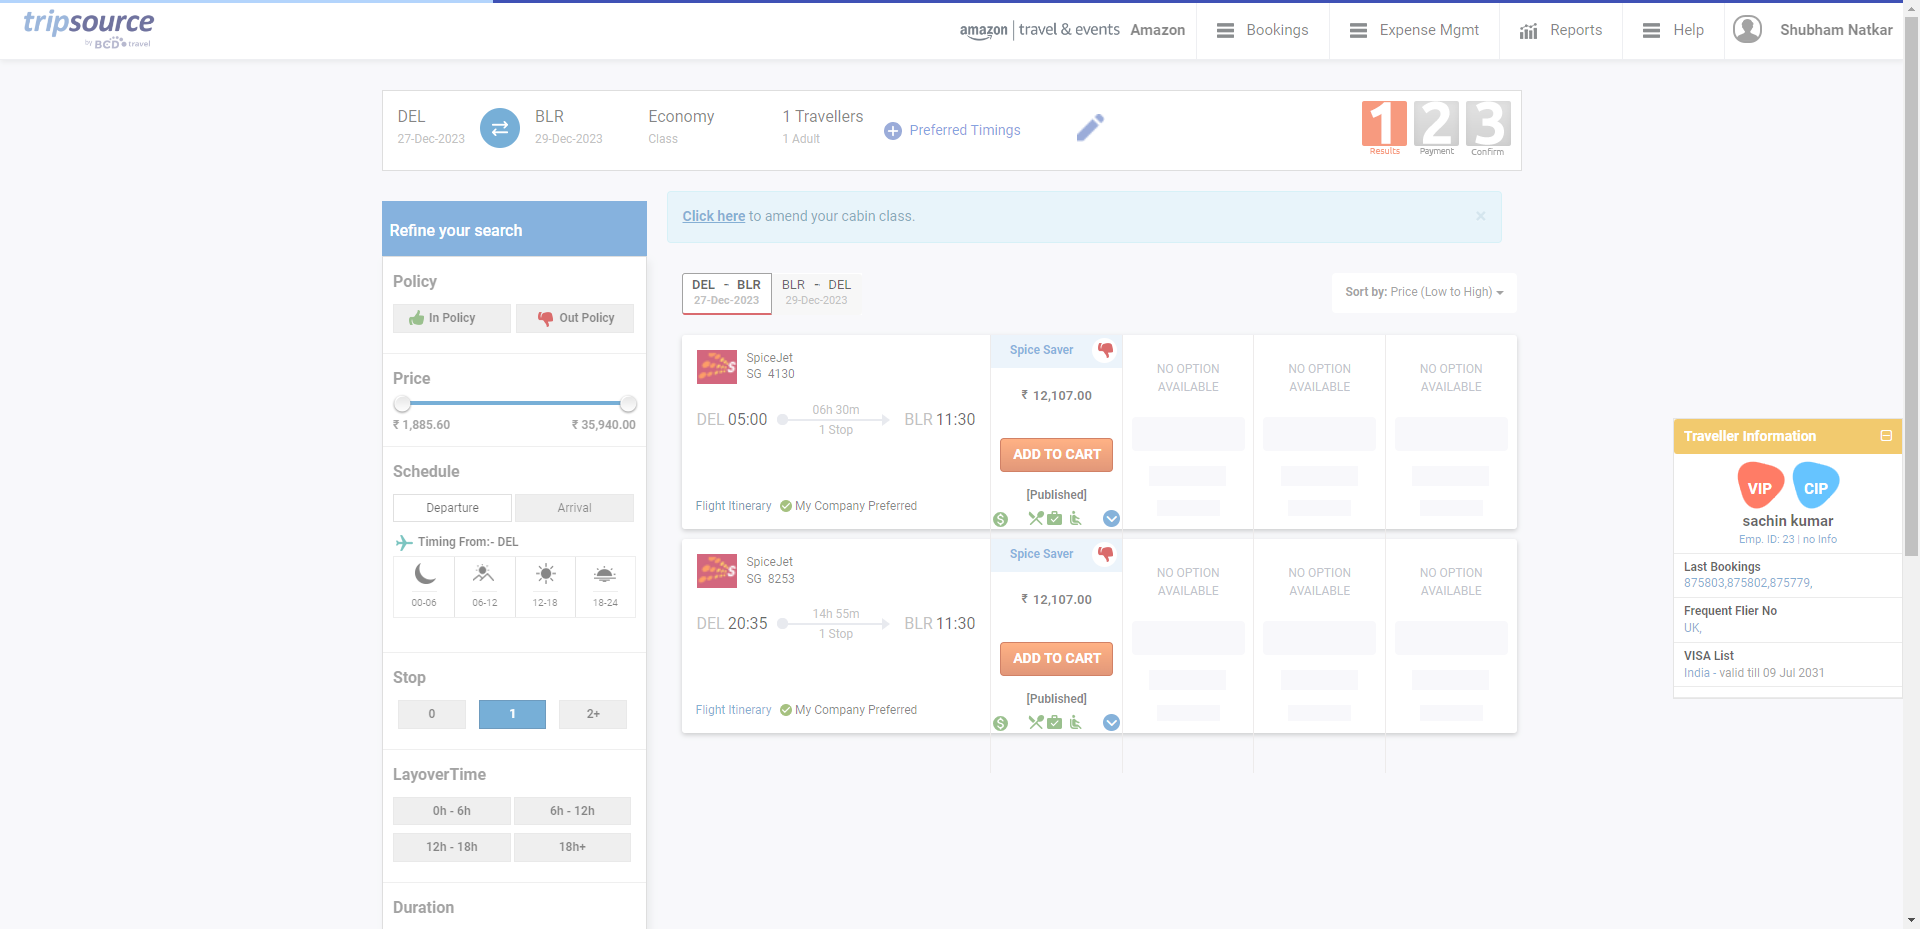 tripsource
by BCD travel
amazon | travel & events Amazon
Bookings
Expense Mgmt
Reports
Help
Shubham Natkar
DEL
27-Dec-2023
BLR
29-Dec-2023
Economy
Class
1 Travellers
1 Adult
Preferred Timings
1
Results
2
Payment
3
Confirm
Refine your search
Policy
In Policy
Out Policy
Price
₹ 1,885.60
₹ 35,940.00
Schedule
Departure
Arrival
Timing From:- DEL
00-06
06-12
12-18
18-24
Stop
0
1
2+
LayoverTime
0h - 6h
6h - 12h
12h - 18h
18h+
Duration
Click here to amend your cabin class.
×
DEL - BLR
27-Dec-2023
BLR - DEL
29-Dec-2023
Sort by: Price (Low to High)
SpiceJet
SG 4130
DEL 05:00
06h 30m
1 Stop
BLR 11:30
Flight Itinerary
My Company Preferred
Spice Saver
₹ 12,107.00
ADD TO CART
[Published]
NO OPTION
AVAILABLE
NO OPTION
AVAILABLE
NO OPTION
AVAILABLE
SpiceJet
SG 8253
DEL 20:35
14h 55m
1 Stop
BLR 11:30
Flight Itinerary
My Company Preferred
Spice Saver
₹ 12,107.00
ADD TO CART
[Published]
NO OPTION
AVAILABLE
NO OPTION
AVAILABLE
NO OPTION
AVAILABLE
Traveller Information
VIP
CIP
sachin kumar
Emp. ID: 23 | no Info
Last Bookings
875803,875802,875779,
Frequent Flier No
UK,
VISA List
India - valid till 09 Jul 2031